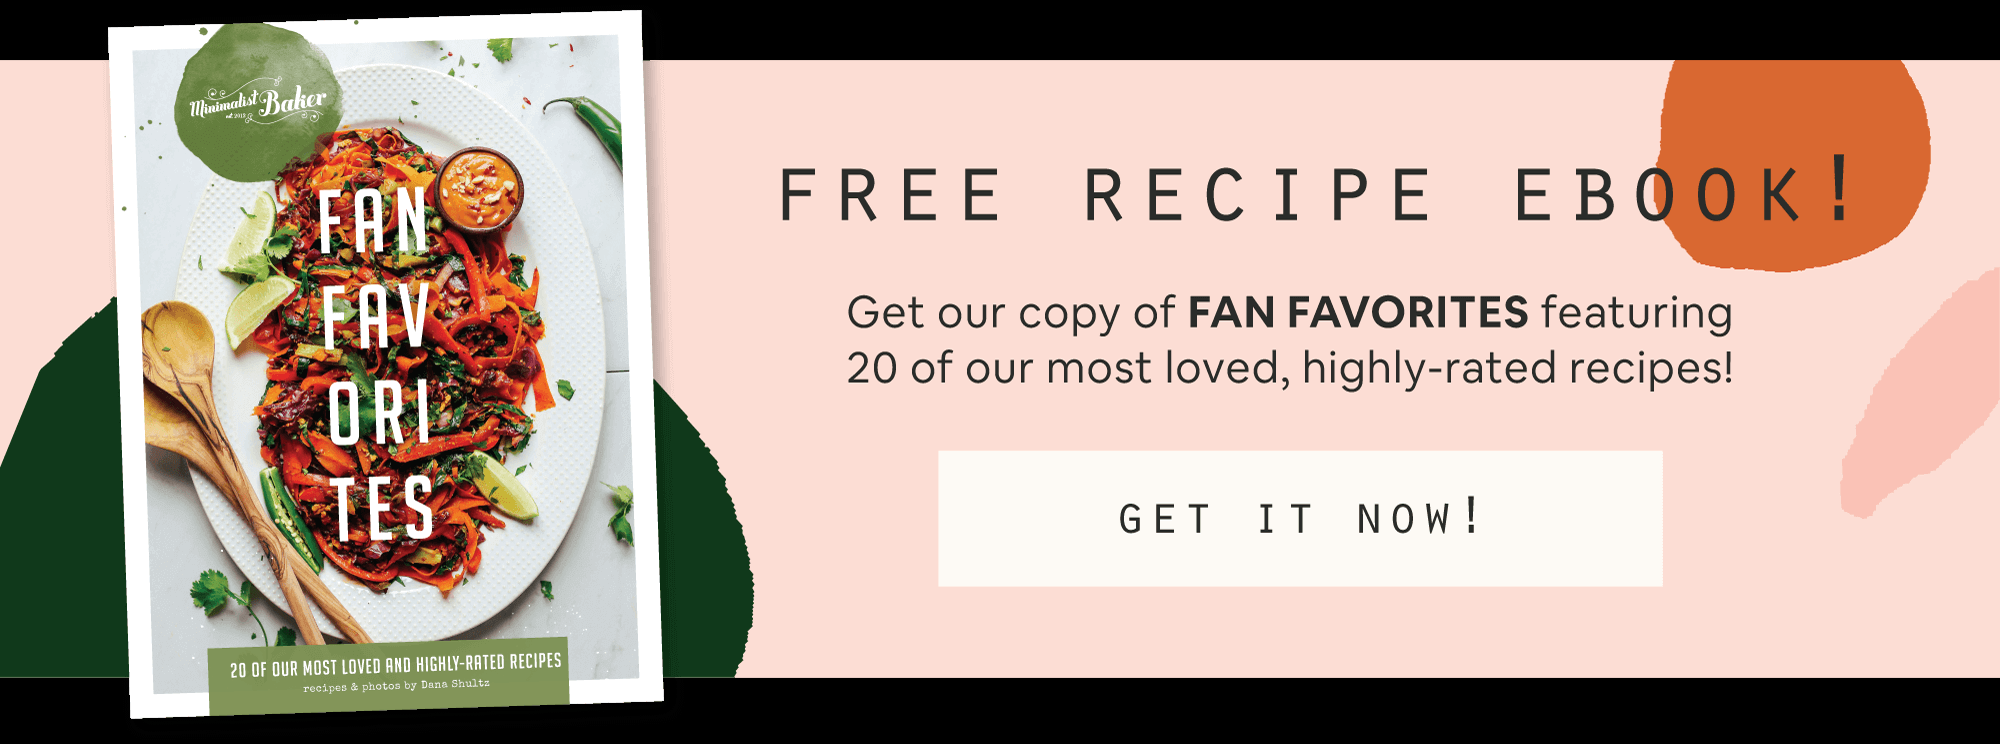 Minimalist Baker
est. 2012
FAN
FAV
ORI
TES
20 OF OUR MOST LOVED AND HIGHLY-RATED RECIPES
recipes & photos by Dana Shultz
FREE RECIPE EBOOK!
Get our copy of FAN FAVORITES featuring
20 of our most loved, highly-rated recipes!
GET IT NOW!